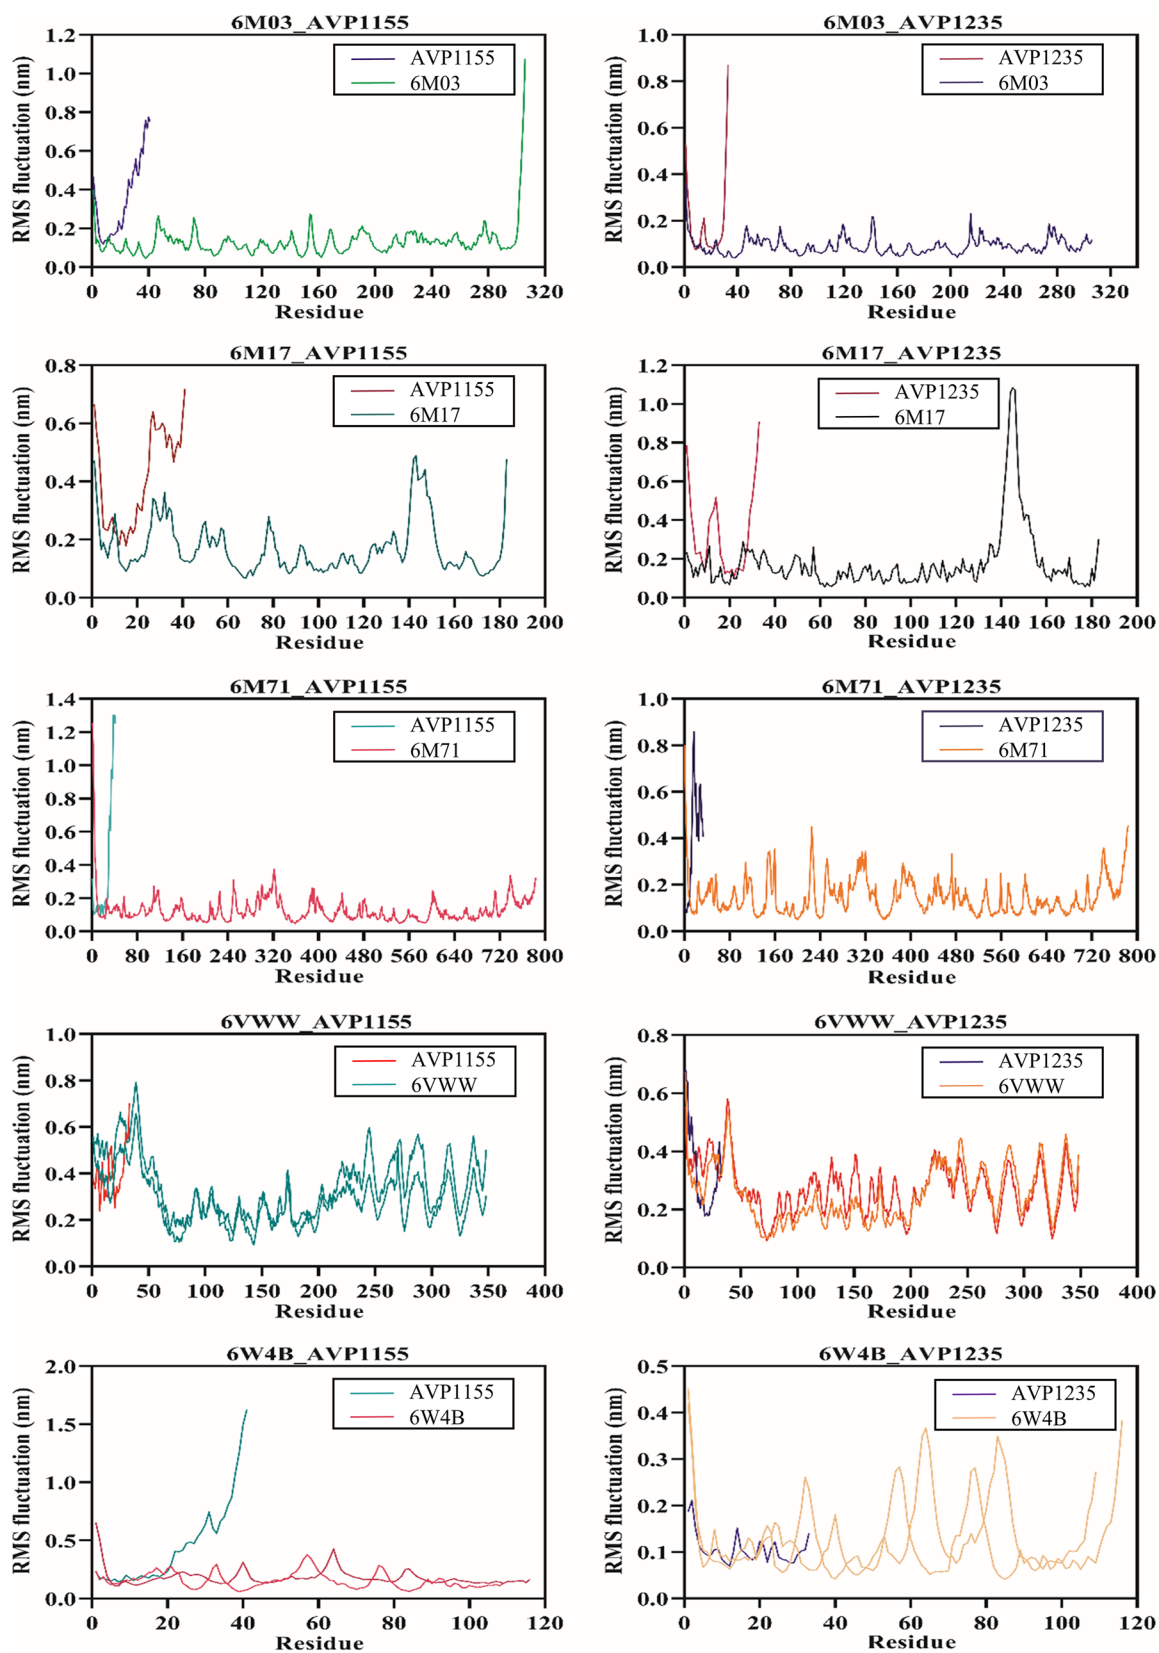 6M03_AVP1155
RMS fluctuation (nm)
1.2
1.0
0.8
0.6
0.4
0.2
0.0
AVP1155
6M03
0 40 80 120 160 200 240 280 320
Residue
6M03_AVP1235
RMS fluctuation (nm)
1.0
0.8
0.6
0.4
0.2
0.0
AVP1235
6M03
0 40 80 120 160 200 240 280 320
Residue
6M17_AVP1155
RMS fluctuation (nm)
0.8
0.6
0.4
0.2
0.0
AVP1155
6M17
0 20 40 60 80 100 120 140 160 180 200
Residue
6M17_AVP1235
RMS fluctuation (nm)
1.2
1.0
0.8
0.6
0.4
0.2
0.0
AVP1235
6M17
0 20 40 60 80 100 120 140 160 180 200
Residue
6M71_AVP1155
RMS fluctuation (nm)
1.4
1.2
1.0
0.8
0.6
0.4
0.2
0.0
AVP1155
6M71
0 80 160 240 320 400 480 560 640 720 800
Residue
6M71_AVP1235
RMS fluctuation (nm)
1.0
0.8
0.6
0.4
0.2
0.0
AVP1235
6M71
0 80 160 240 320 400 480 560 640 720 800
Residue
6VWW_AVP1155
RMS fluctuation (nm)
1.0
0.8
0.6
0.4
0.2
0.0
AVP1155
6VWW
0 50 100 150 200 250 300 350 400
Residue
6VWW_AVP1235
RMS fluctuation (nm)
0.8
0.6
0.4
0.2
0.0
AVP1235
6VWW
0 50 100 150 200 250 300 350 400
Residue
6W4B_AVP1155
RMS fluctuation (nm)
2.0
1.5
1.0
0.5
0.0
AVP1155
6W4B
0 20 40 60 80 100 120
Residue
6W4B_AVP1235
RMS fluctuation (nm)
0.5
0.4
0.3
0.2
0.1
0.0
AVP1235
6W4B
0 20 40 60 80 100 120
Residue